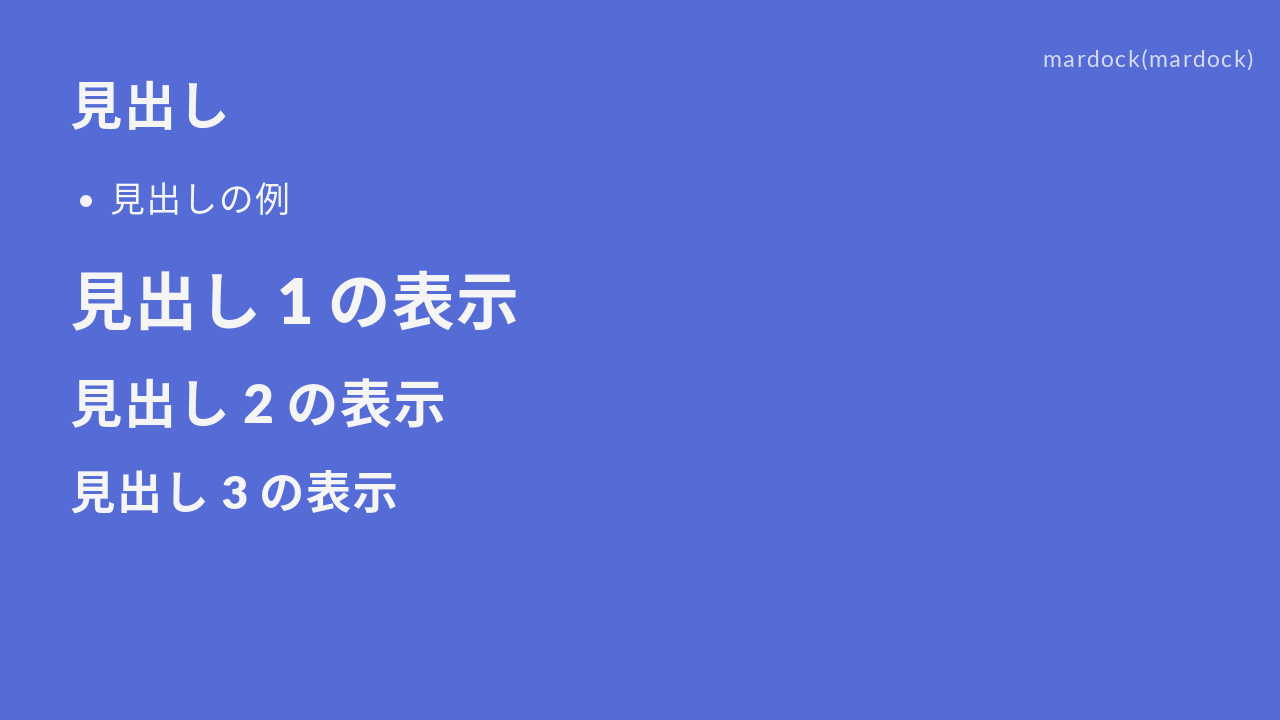 mardock(mardock)
見出し
• 見出しの例
見出し 1 の表示
見出し 2 の表示
見出し 3 の表示